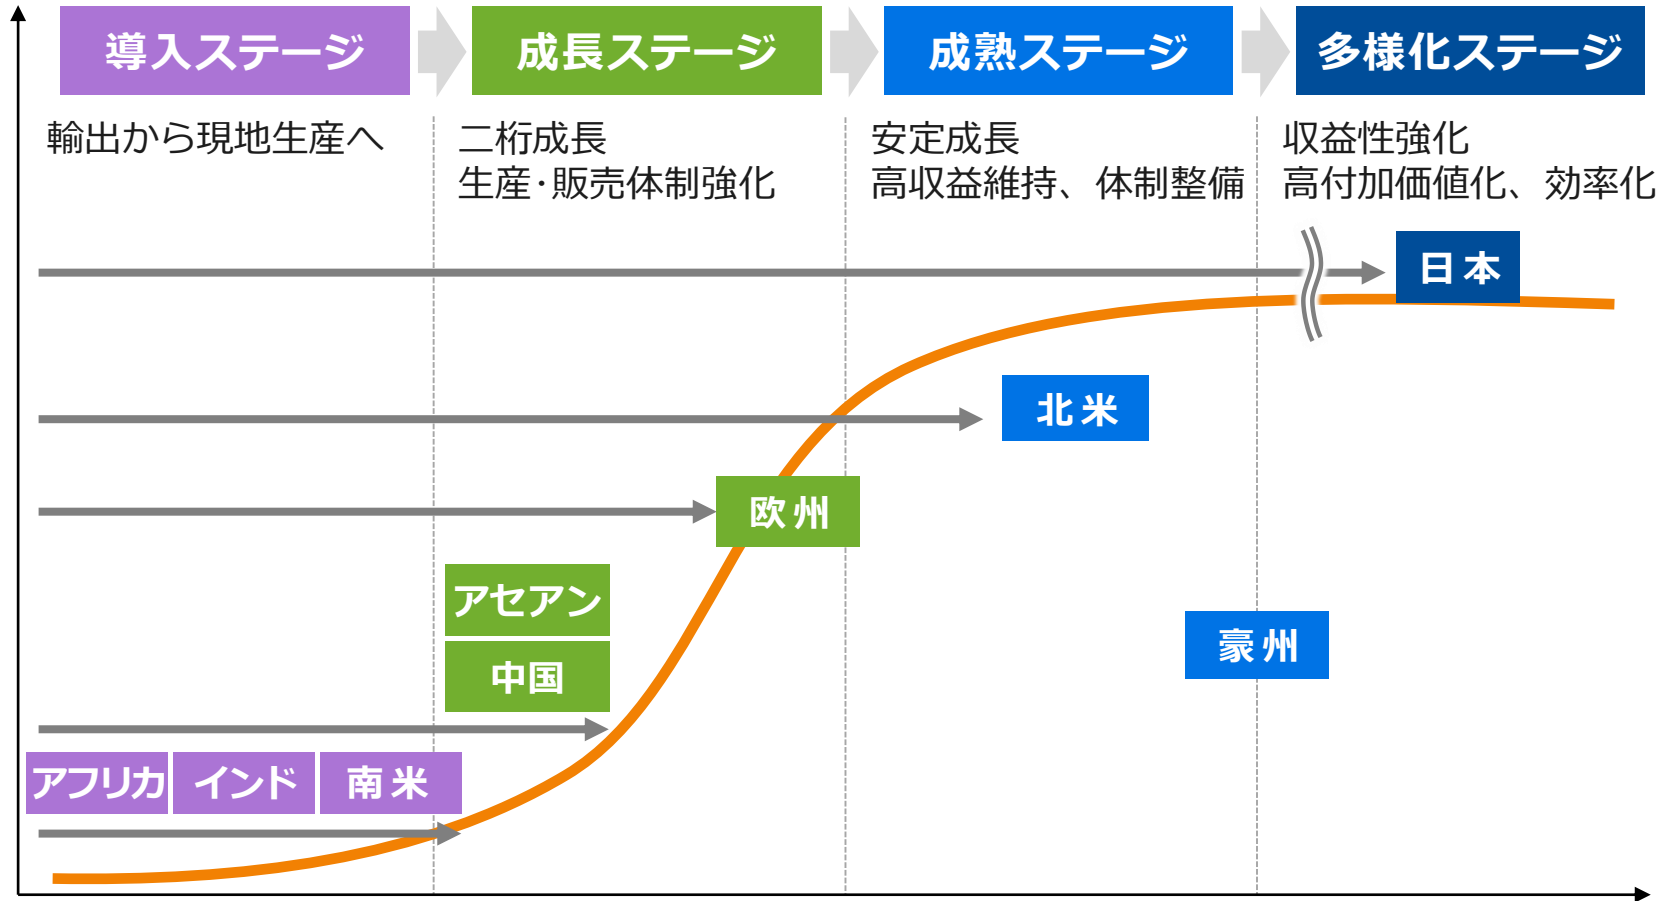 導入ステージ
成長ステージ
成熟ステージ
多様化ステージ
輸出から現地生産へ
二桁成長
生産・販売体制強化
安定成長
高収益維持、体制整備
収益性強化
高付加価値化、効率化
日本
北米
欧州
アセアン
中国
豪州
アフリカ
インド
南米